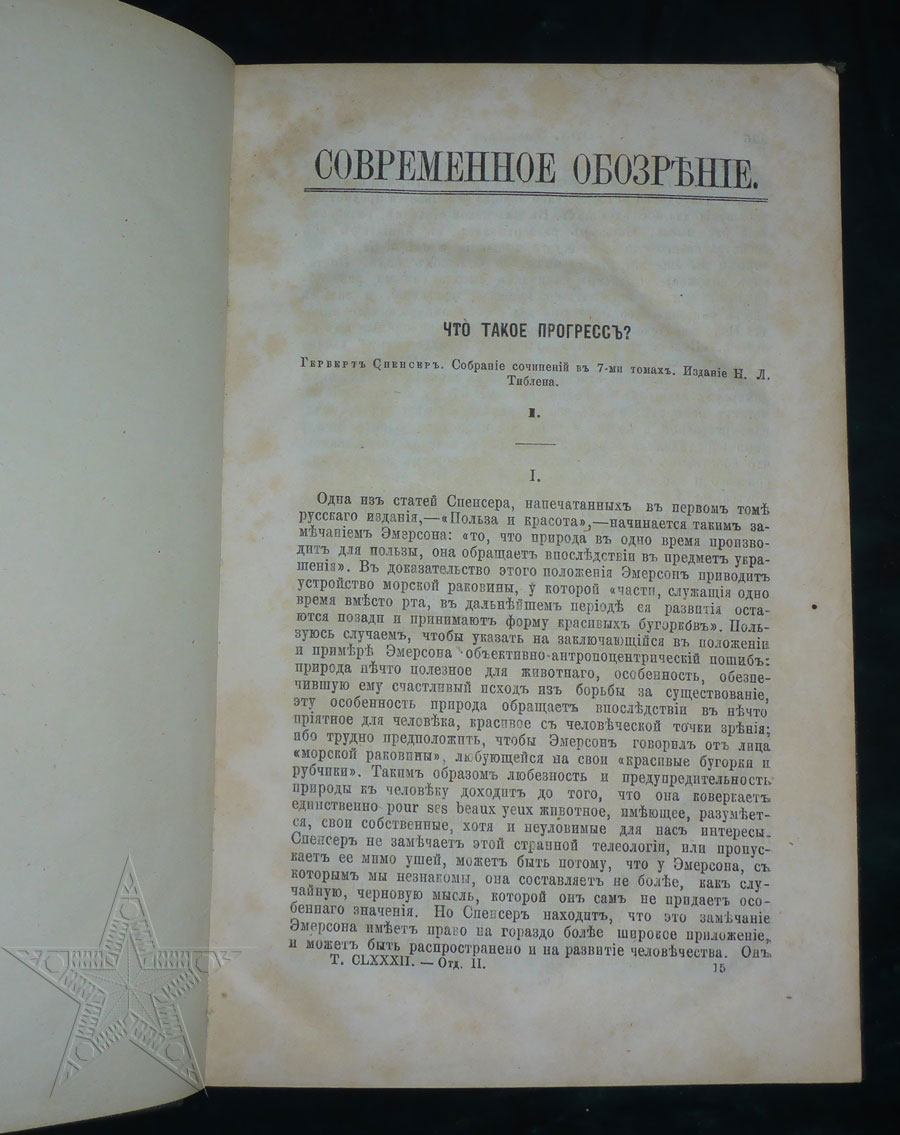 СОВРЕМЕННОЕ ОБОЗРѢНІЕ.
ЧТО ТАКОЕ ПРОГРЕССЪ?
Гербертъ Спенсеръ. Собраніе сочиненій въ 7-ми томахъ. Изданіе Н. Л.
Тиблена.
I.
I.
Одна изъ статей Спенсера, напечатанныхъ въ первомъ томѣ
русскаго изданія,—«Польза и красота»,—начинается такимъ за-
мѣчаніемъ Эмерсона: «то, что природа въ одно время производ-
дитъ для пользы, она обращаетъ впослѣдствіи въ предметъ укра-
шенія». Въ доказательство этого положенія Эмерсонъ приводитъ
устройство морской раковины, у которой «части, служащія одно
время вмѣсто рта, въ дальнѣйшемъ періодѣ ея развитія оста-
ются позади и принимаютъ форму красивыхъ бугорковъ». Поль-
зуюсь случаемъ, чтобы указать на заключающійся въ положеніи
и примѣрѣ Эмерсона объективно-антропоцентрическій пошибъ:
природа нѣчто полезное для животнаго, особенность, обезпе-
чившую ему счастливый исходъ изъ борьбы за существованіе,
эту особенность природа обращаетъ впослѣдствіи въ нѣчто
пріятное для человѣка, красивое съ человѣческой точки зрѣнія;
ибо трудно предположить, чтобы Эмерсонъ говорилъ отъ лица
«морской раковины», любующейся на свои «красивые бугорки и
рубчики». Такимъ образомъ любезность и предупредительность
природы къ человѣку доходитъ до того, что она коверкаетъ
единственно pour ses beaux yeux животное, имѣющее, разумѣет-
ся, свои собственные, хотя и неуловимые для насъ интересы.
Спенсеръ не замѣчаетъ этой странной телеологіи, или пропус-
каетъ ее мимо ушей, можетъ быть потому, что у Эмерсона, съ
которымъ мы незнакомы, она составляетъ не болѣе, какъ слу-
чайную, черновую мысль, которой онъ самъ не придаетъ осо-
беннаго значенія. Но Спенсеръ находитъ, что это замѣчаніе
Эмерсона имѣетъ право на гораздо болѣе широкое приложеніе,
и можетъ быть распространено и на развитіе человѣчества. Онъ
Т. CLXXXII. — Отд. II. 15